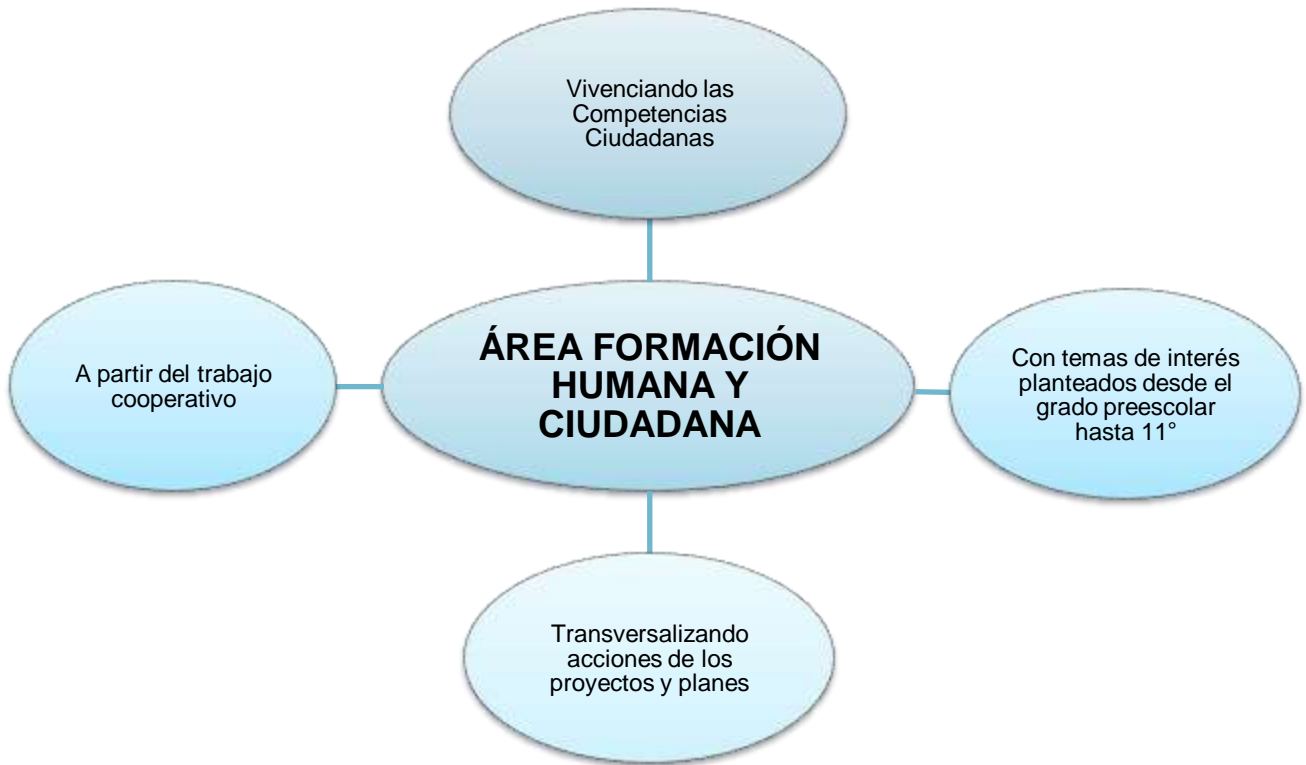 Vivenciando las
Competencias
Ciudadanas
A partir del trabajo
cooperativo
ÁREA FORMACIÓN
HUMANA Y
CIUDADANA
Con temas de interés
planteados desde el
grado preescolar
hasta 11°
Transversalizando
acciones de los
proyectos y planes